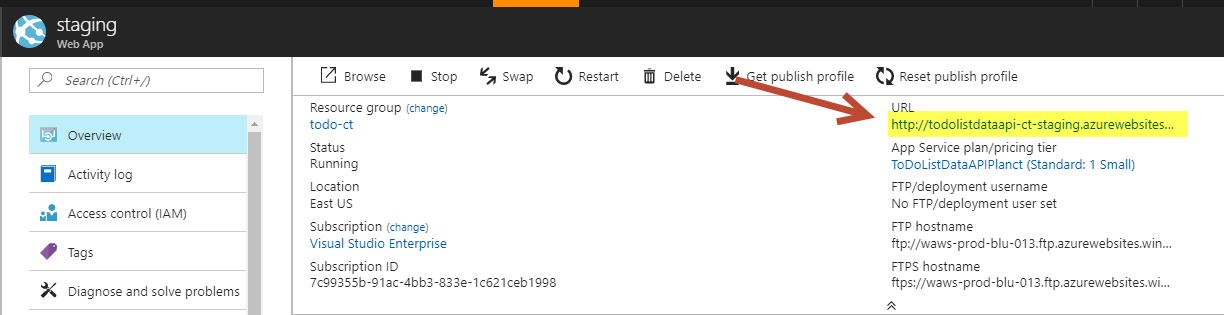 staging
Web App
Search (Ctrl+/)
Overview
Activity log
Access control (IAM)
Tags
Diagnose and solve problems
Browse Stop Swap Restart Delete Get publish profile Reset publish profile
Resource group (change)
todo-ct
Status
Running
Location
East US
Subscription (change)
Visual Studio Enterprise
Subscription ID
7c99355b-91ac-4bb3-833e-1c621ceb1998
URL
http://todolistdataapi-ct-staging.azurewebsites...
App Service plan/pricing tier
ToDoListDataAPIPlanct (Standard: 1 Small)
FTP/deployment username
No FTP/deployment user set
FTP hostname
ftp://waws-prod-blu-013.ftp.azurewebsites.win...
FTPS hostname
ftps://waws-prod-blu-013.ftp.azurewebsites.wi...